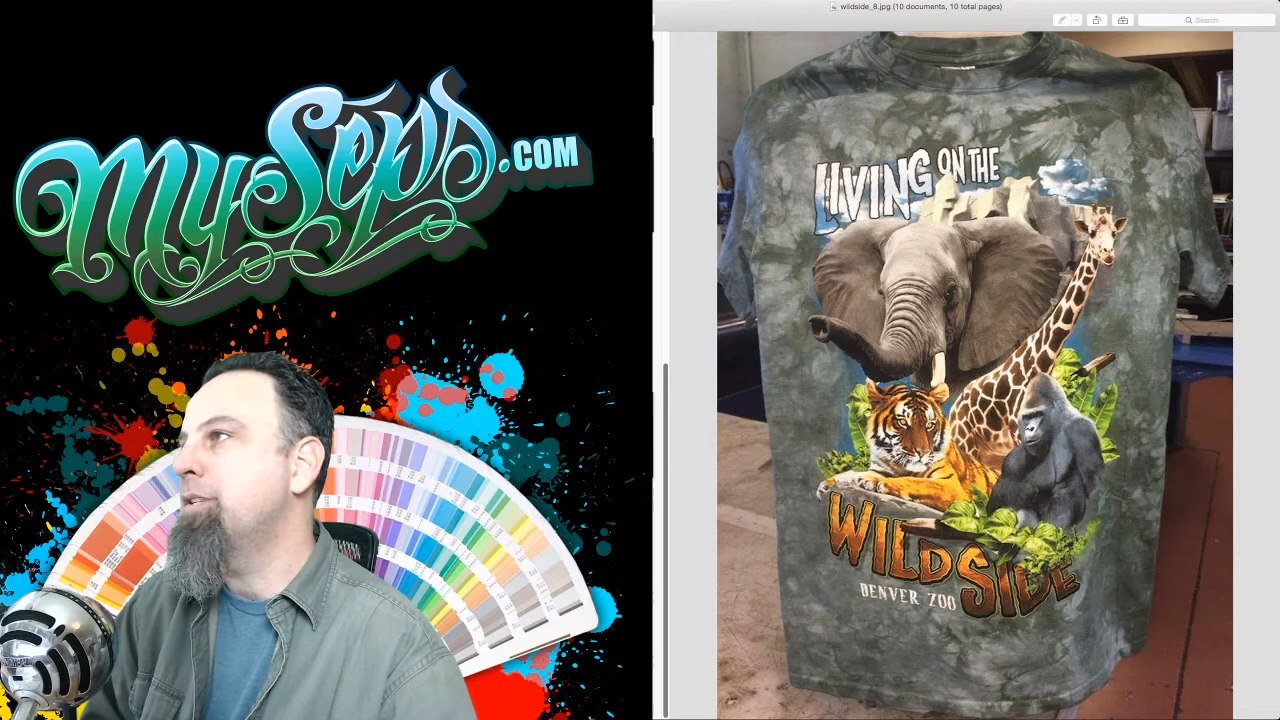 wildside_8.jpg (10 documents, 10 total pages)
Search
MySeps.COM
LIVING ON THE
WILDSIDE
DENVER ZOO